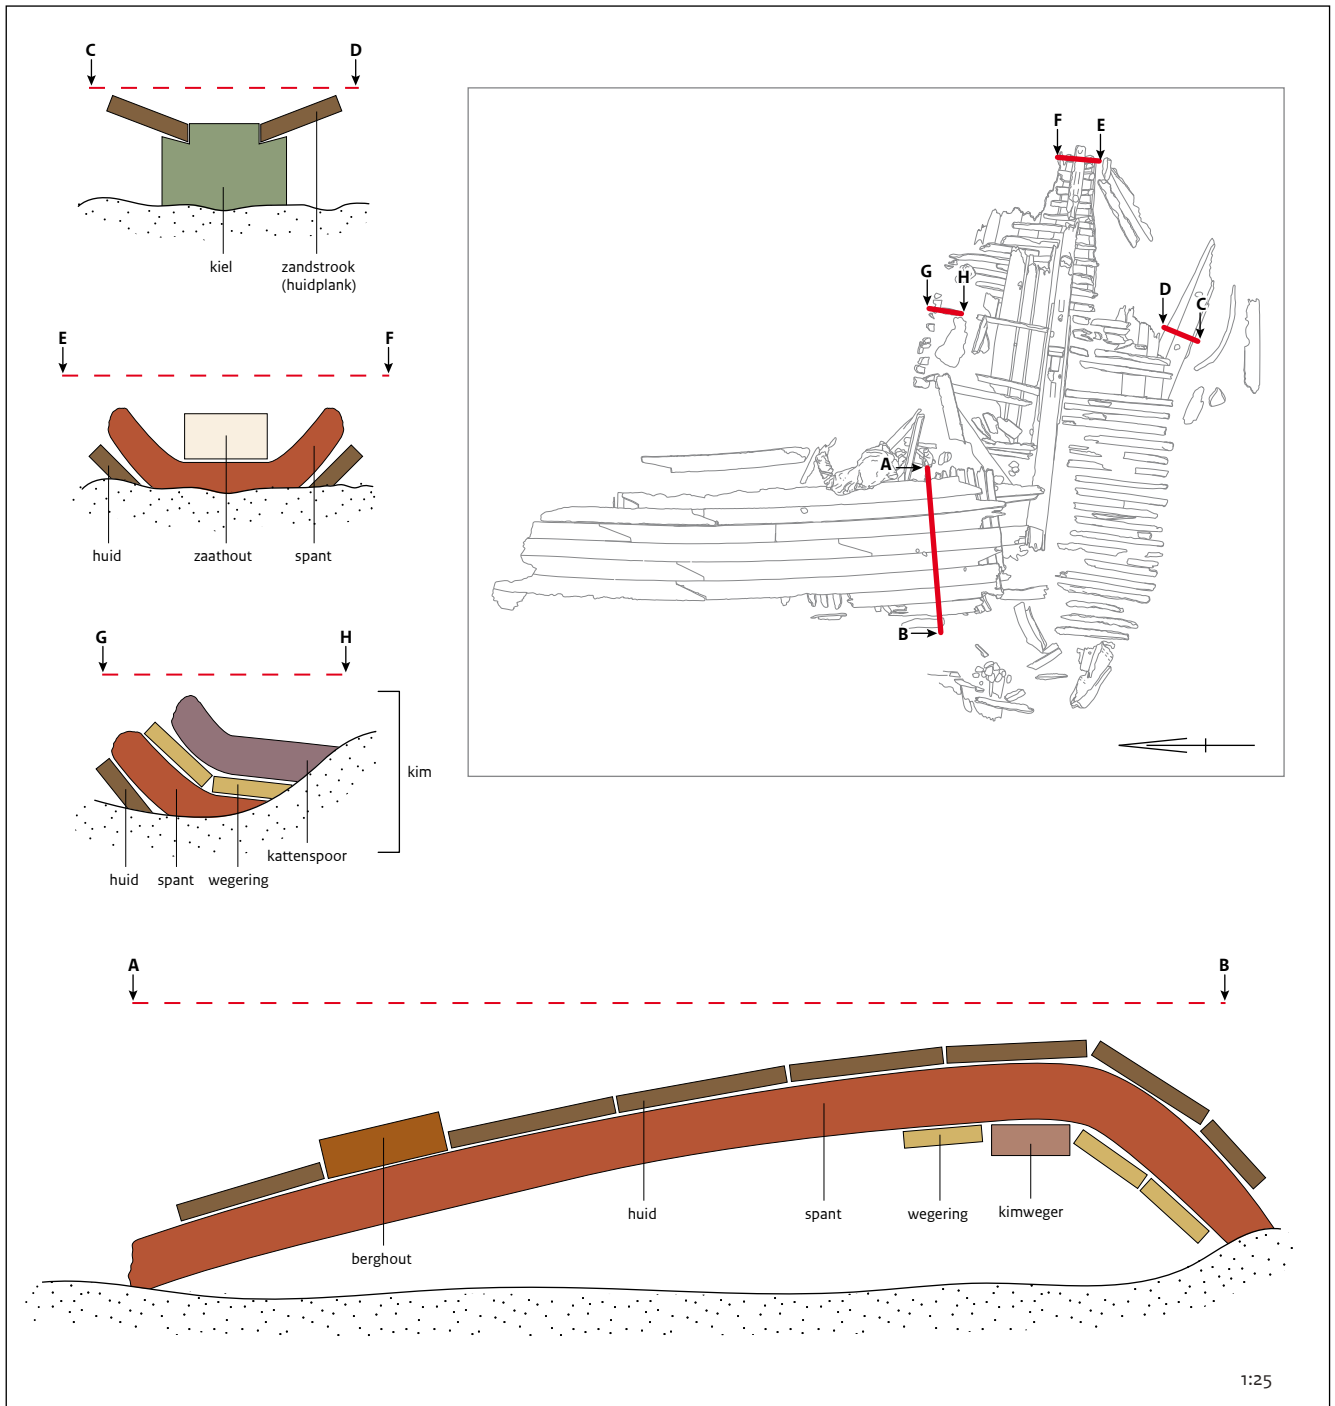 C D
kiel
zandstrook
(huidplank)
E F
huid zaathout spant
G H
kim
kattenspoor
huid spant wegering
F E
G H
D C
A
B
A B
huid spant wegering kimweger
berghout
1:25